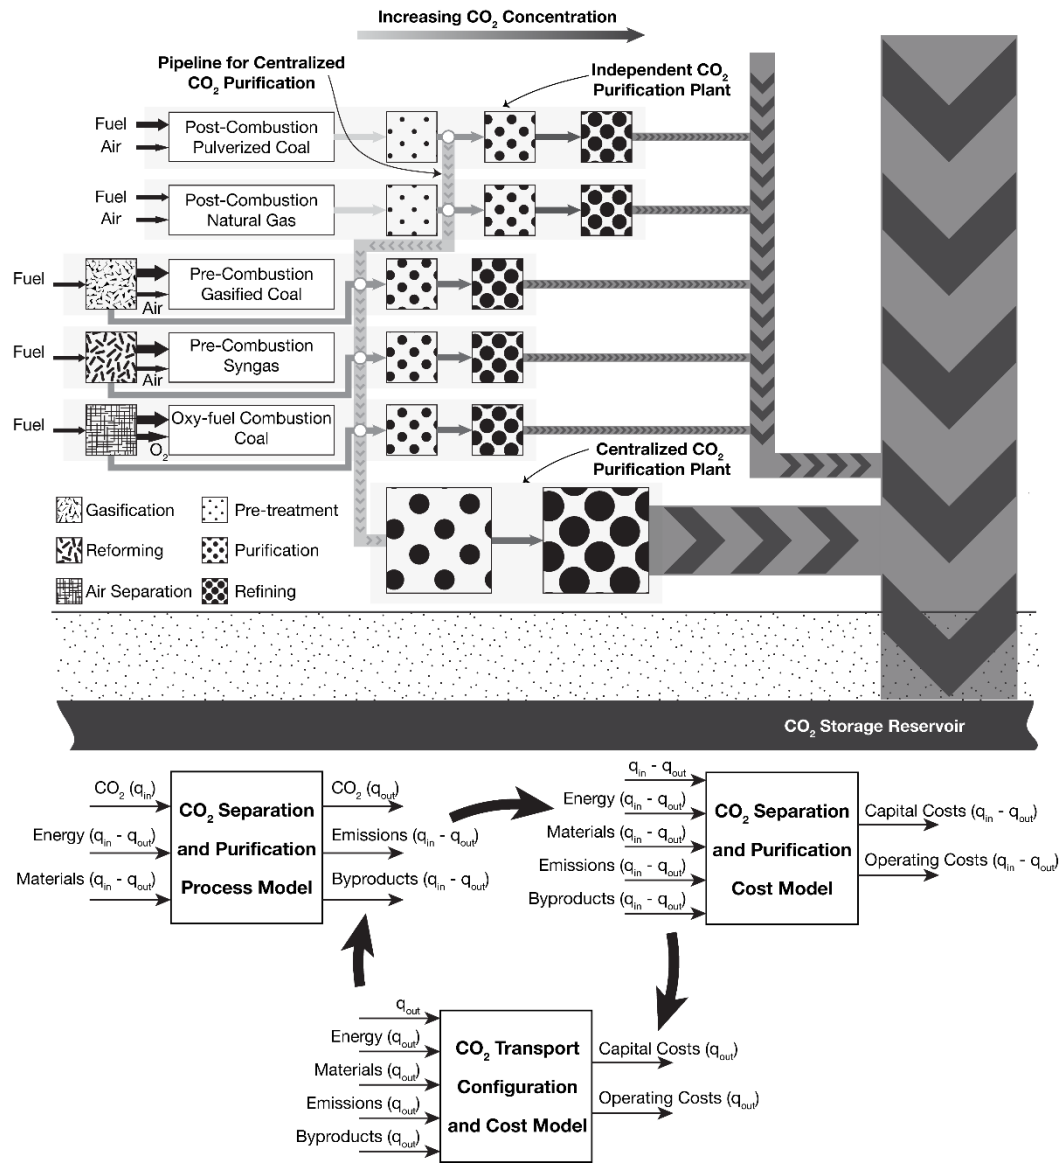 Increasing CO₂ Concentration
Pipeline for Centralized
CO₂ Purification
Independent CO₂
Purification Plant
Fuel
Air
Post-Combustion
Pulverized Coal
Fuel
Air
Post-Combustion
Natural Gas
Fuel
Air
Pre-Combustion
Gasified Coal
Fuel
Air
Pre-Combustion
Syngas
Fuel
O₂
Oxy-fuel Combustion
Coal
Centralized CO₂
Purification Plant
Gasification
Pre-treatment
Reforming
Purification
Air Separation
Refining
CO₂ Storage Reservoir
CO₂ (qᵢₙ)
Energy (qᵢₙ - qₒᵤₜ)
Materials (qᵢₙ - qₒᵤₜ)
CO₂ Separation
and Purification
Process Model
CO₂ (qₒᵤₜ)
Emissions (qᵢₙ - qₒᵤₜ)
Byproducts (qᵢₙ - qₒᵤₜ)
qᵢₙ - qₒᵤₜ
Energy (qᵢₙ - qₒᵤₜ)
Materials (qᵢₙ - qₒᵤₜ)
Emissions (qᵢₙ - qₒᵤₜ)
Byproducts (qᵢₙ - qₒᵤₜ)
CO₂ Separation
and Purification
Cost Model
Capital Costs (qᵢₙ - qₒᵤₜ)
Operating Costs (qᵢₙ - qₒᵤₜ)
qₒᵤₜ
Energy (qₒᵤₜ)
Materials (qₒᵤₜ)
Emissions (qₒᵤₜ)
Byproducts (qₒᵤₜ)
CO₂ Transport
Configuration
and Cost Model
Capital Costs (qₒᵤₜ)
Operating Costs (qₒᵤₜ)